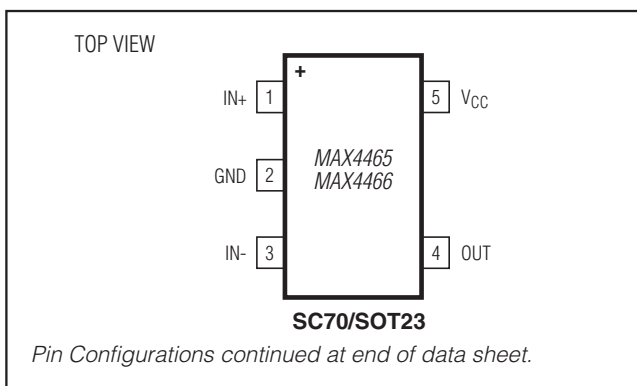 TOP VIEW
+
IN+ 1
5 VCC
MAX4465
MAX4466
GND 2
IN- 3
4 OUT
SC70/SOT23
Pin Configurations continued at end of data sheet.